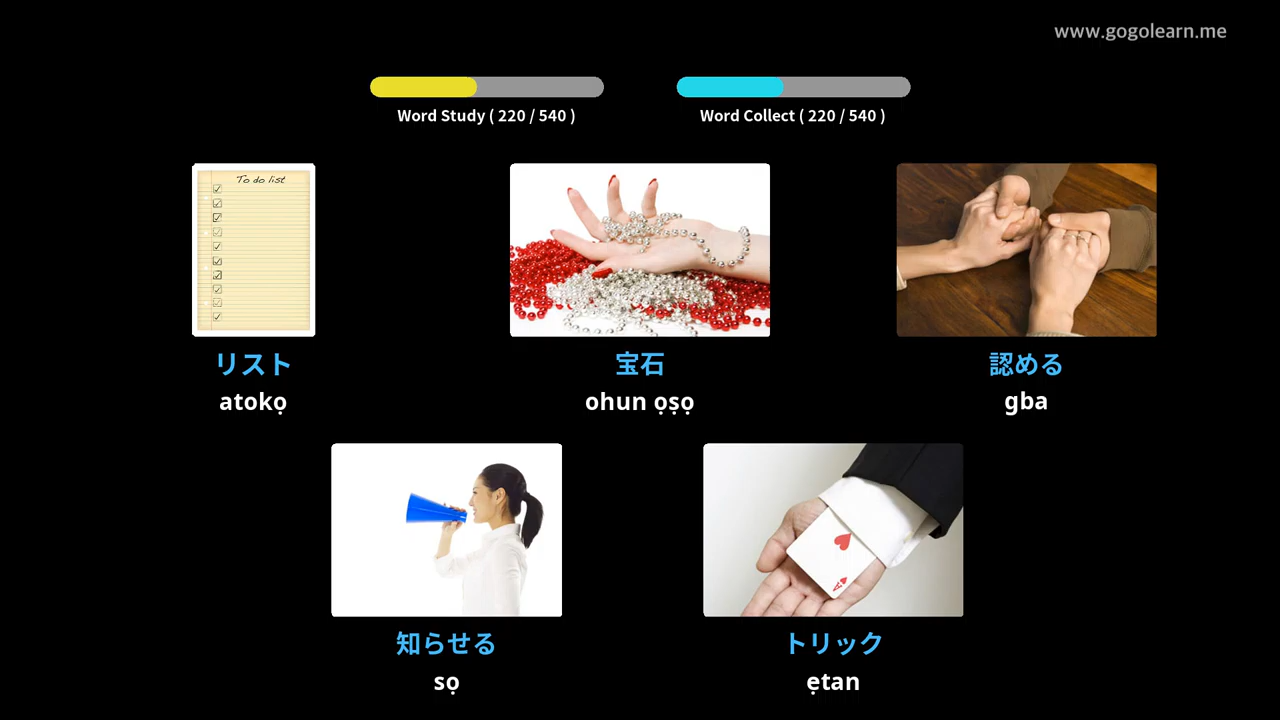 www.gogolearn.me
Word Study ( 220 / 540 )
Word Collect ( 220 / 540 )
To do list
リスト
atokọ
宝石
ohun ọṣọ
認める
gba
知らせる
sọ
トリック
ẹtan
A